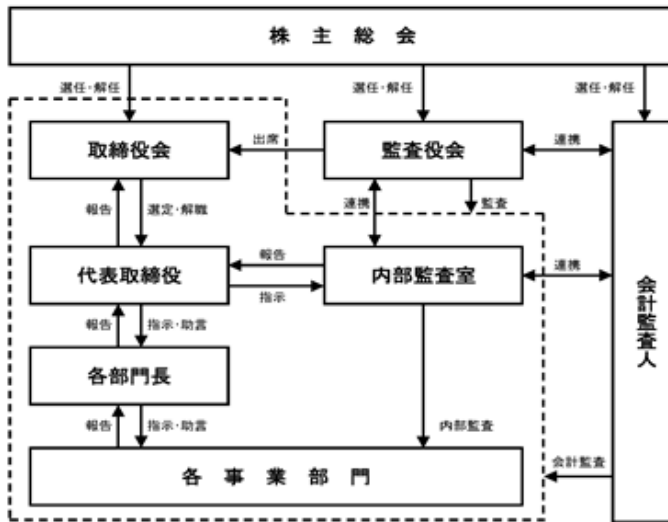 株主総会
選任・解任
選任・解任
選任・解任
取締役会
出席
監査役会
連携
報告
選定・解職
連携
監査
代表取締役
報告
指示
内部監査室
連携
会計監査人
報告
指示・助言
各部門長
報告
指示・助言
内部監査
会計監査
各事業部門